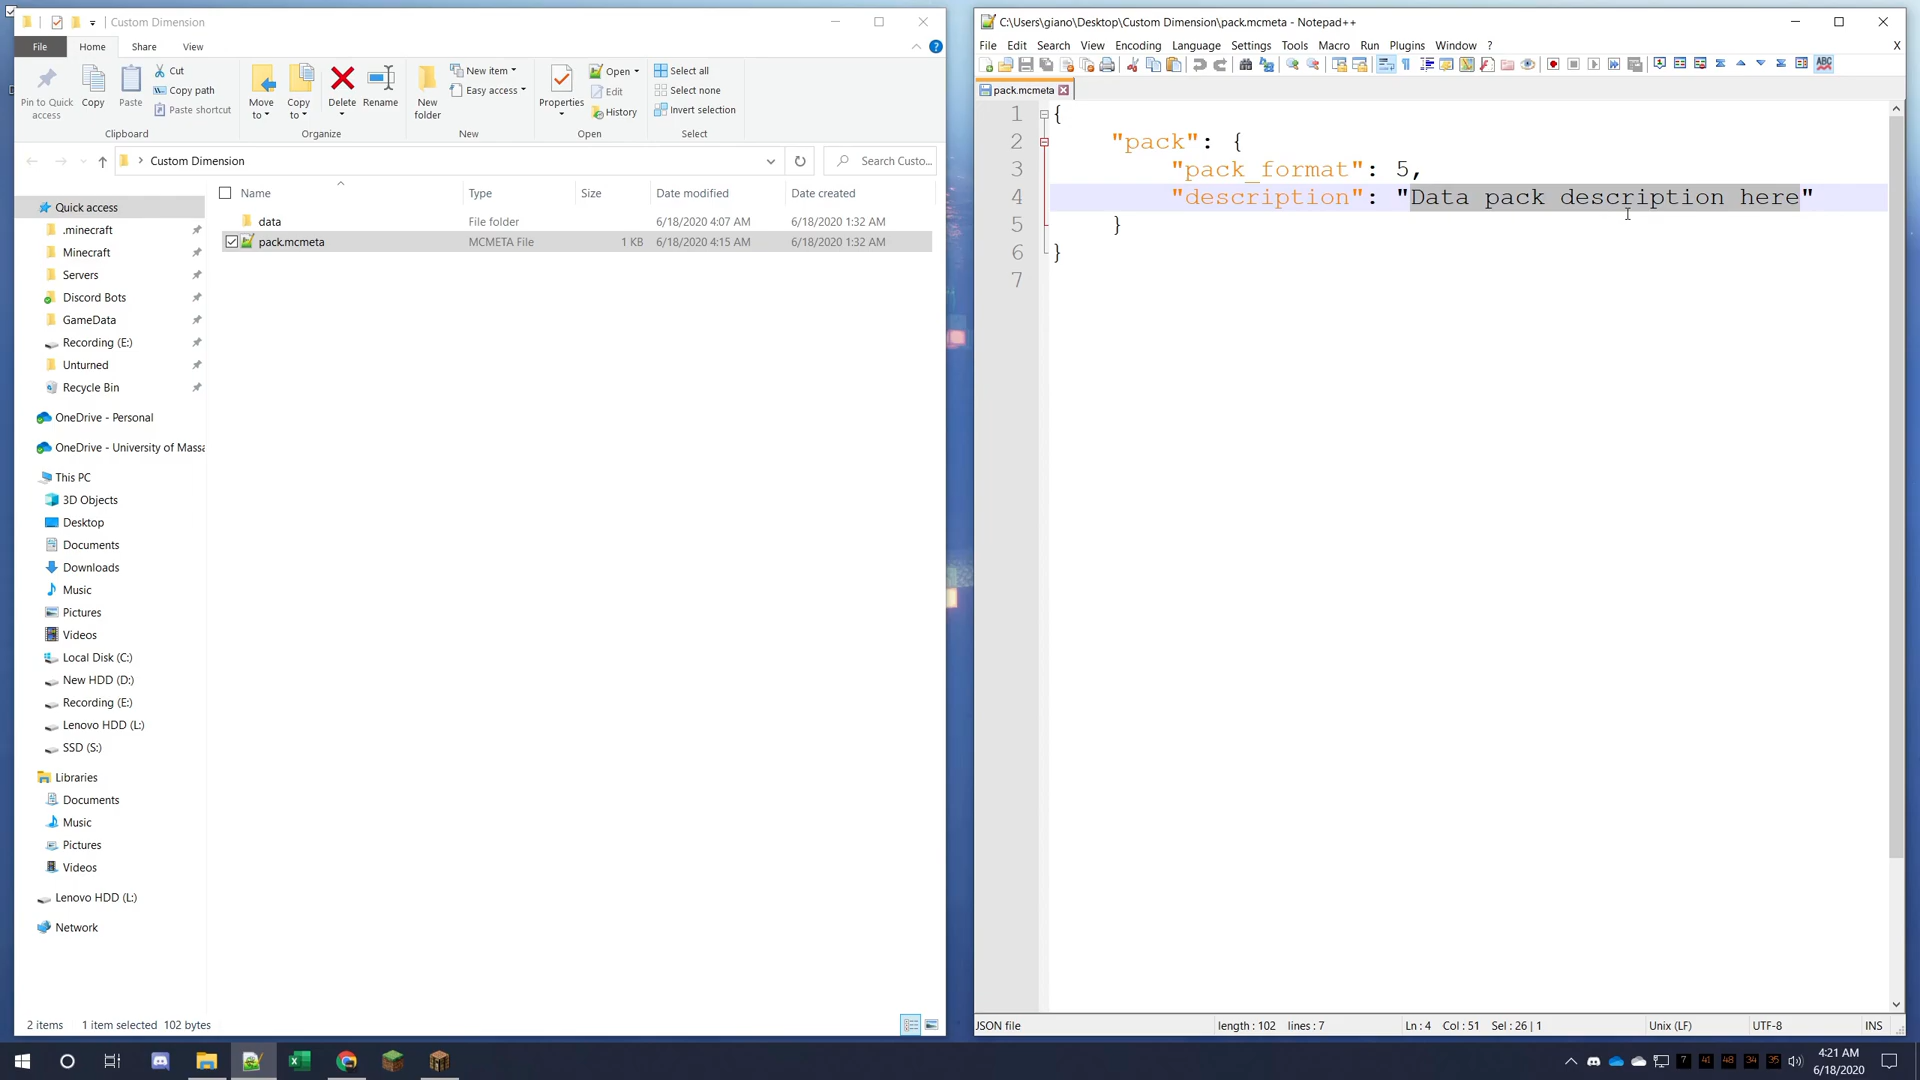 Custom Dimension
File Home Share View
Pin to Quick access
Copy
Paste
Cut
Copy path
Paste shortcut
Clipboard
Move to
Copy to
Delete
Rename
Organize
New folder
New item
Easy access
New
Properties
Open
Edit
History
Open
Select all
Select none
Invert selection
Select
Custom Dimension
Search Custo...
Name Type Size Date modified Date created
data File folder 6/18/2020 4:07 AM 6/18/2020 1:32 AM
pack.mcmeta MCMETA File 1 KB 6/18/2020 4:15 AM 6/18/2020 1:32 AM
Quick access
.minecraft
Minecraft
Servers
Discord Bots
GameData
Recording (E:)
Unturned
Recycle Bin
OneDrive - Personal
OneDrive - University of Massa
This PC
3D Objects
Desktop
Documents
Downloads
Music
Pictures
Videos
Local Disk (C:)
New HDD (D:)
Recording (E:)
Lenovo HDD (L:)
SSD (S:)
Libraries
Documents
Music
Pictures
Videos
Lenovo HDD (L:)
Network
2 items 1 item selected 102 bytes
C:\Users\giano\Desktop\Custom Dimension\pack.mcmeta - Notepad++
File Edit Search View Encoding Language Settings Tools Macro Run Plugins Window ? X
ABC
pack.mcmeta
1 {
2 "pack": {
3 "pack_format": 5,
4 "description": "Data pack description here"
5 }
6 }
7
JSON file length : 102 lines : 7 Ln : 4 Col : 51 Sel : 26 | 1 Unix (LF) UTF-8 INS
7 41 48 34 35
4:21 AM
6/18/2020